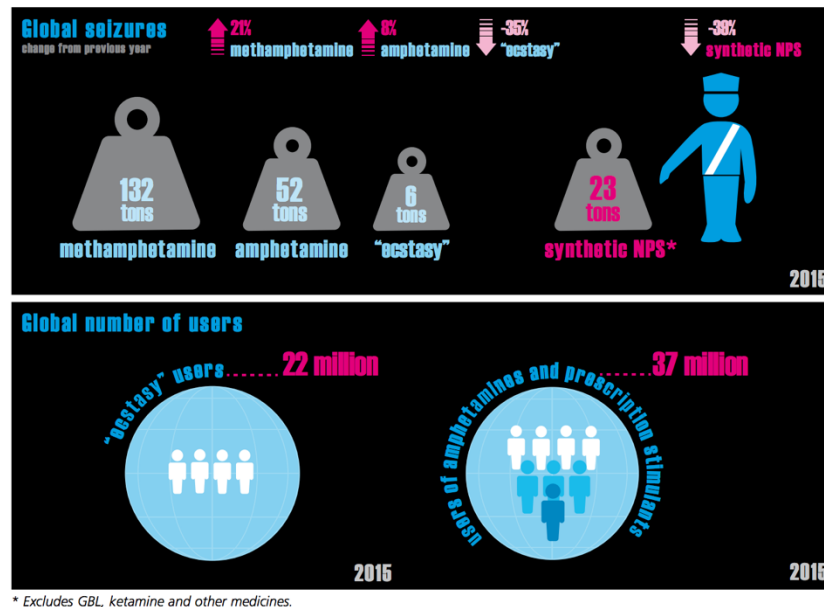 Global seizures
change from previous year
21%
methamphetamine
8%
amphetamine
-35%
“ecstasy”
-39%
synthetic NPS
132
tons
methamphetamine
52
tons
amphetamine
6
tons
“ecstasy”
23
tons
synthetic NPS*
2015
Global number of users
“ecstasy” users
22 million
2015
users of amphetamines and prescription stimulants
37 million
2015
* Excludes GBL, ketamine and other medicines.